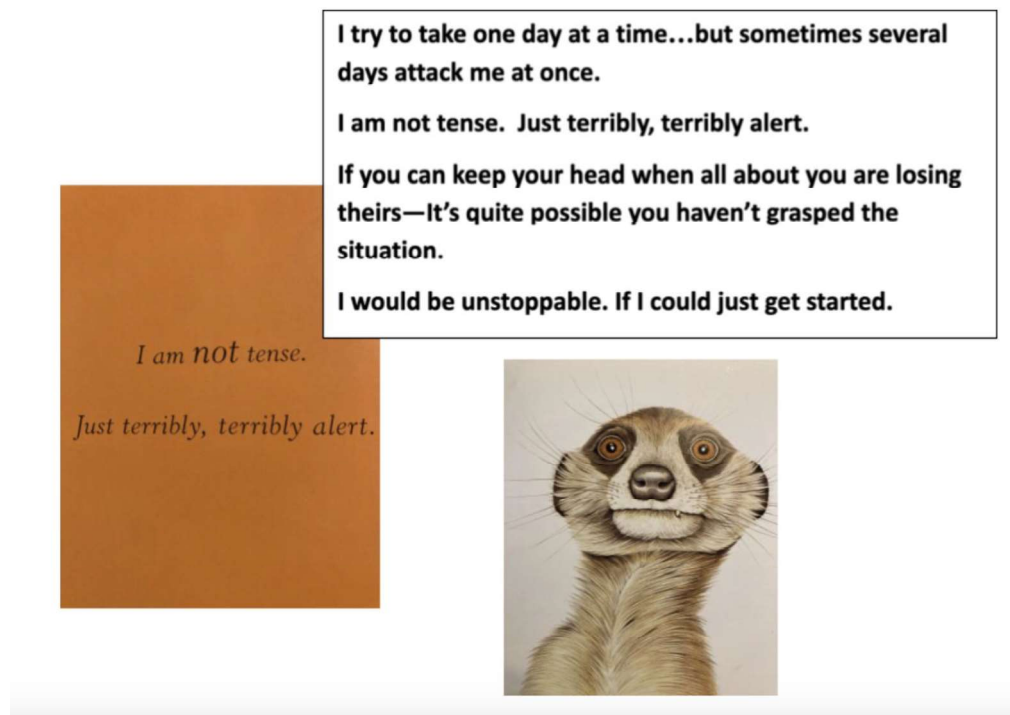 I try to take one day at a time...but sometimes several
days attack me at once.
I am not tense.  Just terribly, terribly alert.
If you can keep your head when all about you are losing
theirs—It’s quite possible you haven’t grasped the
situation.
I would be unstoppable. If I could just get started.
I am not tense.
Just terribly, terribly alert.